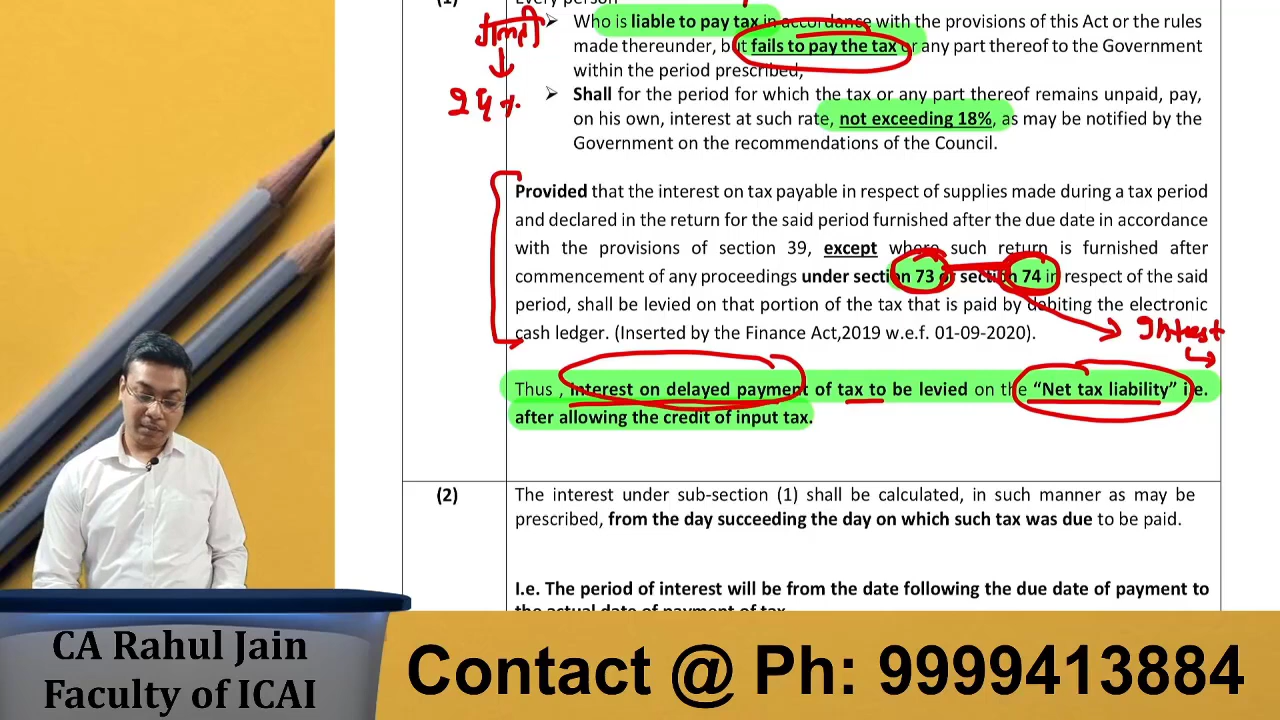 (1)
Every person
➢ Who is liable to pay tax in accordance with the provisions of this Act or the rules
made thereunder, but fails to pay the tax or any part thereof to the Government
within the period prescribed,
24%
➢ Shall for the period for which the tax or any part thereof remains unpaid, pay,
on his own, interest at such rate, not exceeding 18%, as may be notified by the
Government on the recommendations of the Council.
Provided that the interest on tax payable in respect of supplies made during a tax period
and declared in the return for the said period furnished after the due date in accordance
with the provisions of section 39, except where such return is furnished after
commencement of any proceedings under section 73 or section 74 in respect of the said
period, shall be levied on that portion of the tax that is paid by debiting the electronic
cash ledger. (Inserted by the Finance Act,2019 w.e.f. 01-09-2020).
Interest
Thus , interest on delayed payment of tax to be levied on the “Net tax liability” i.e.
after allowing the credit of input tax.
(2)
The interest under sub-section (1) shall be calculated, in such manner as may be
prescribed, from the day succeeding the day on which such tax was due to be paid.
I.e. The period of interest will be from the date following the due date of payment to
the actual date of payment of tax
CA Rahul Jain
Faculty of ICAI
Contact @ Ph: 9999413884